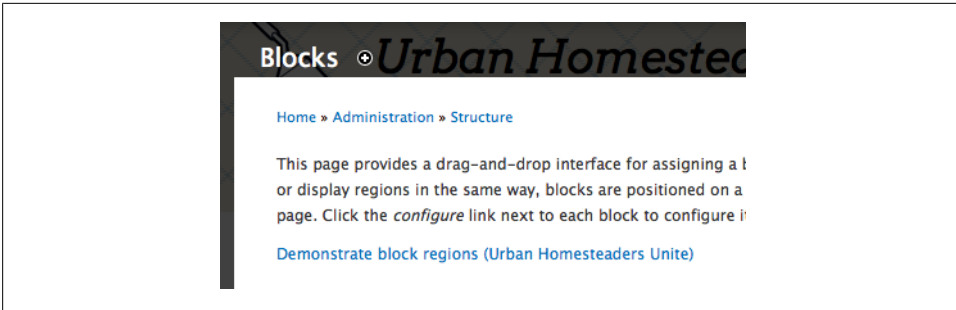 Blocks Urban Homestea
Home » Administration » Structure
This page provides a drag-and-drop interface for assigning a
or display regions in the same way, blocks are positioned on a
page. Click the configure link next to each block to configure
Demonstrate block regions (Urban Homesteaders Unite)